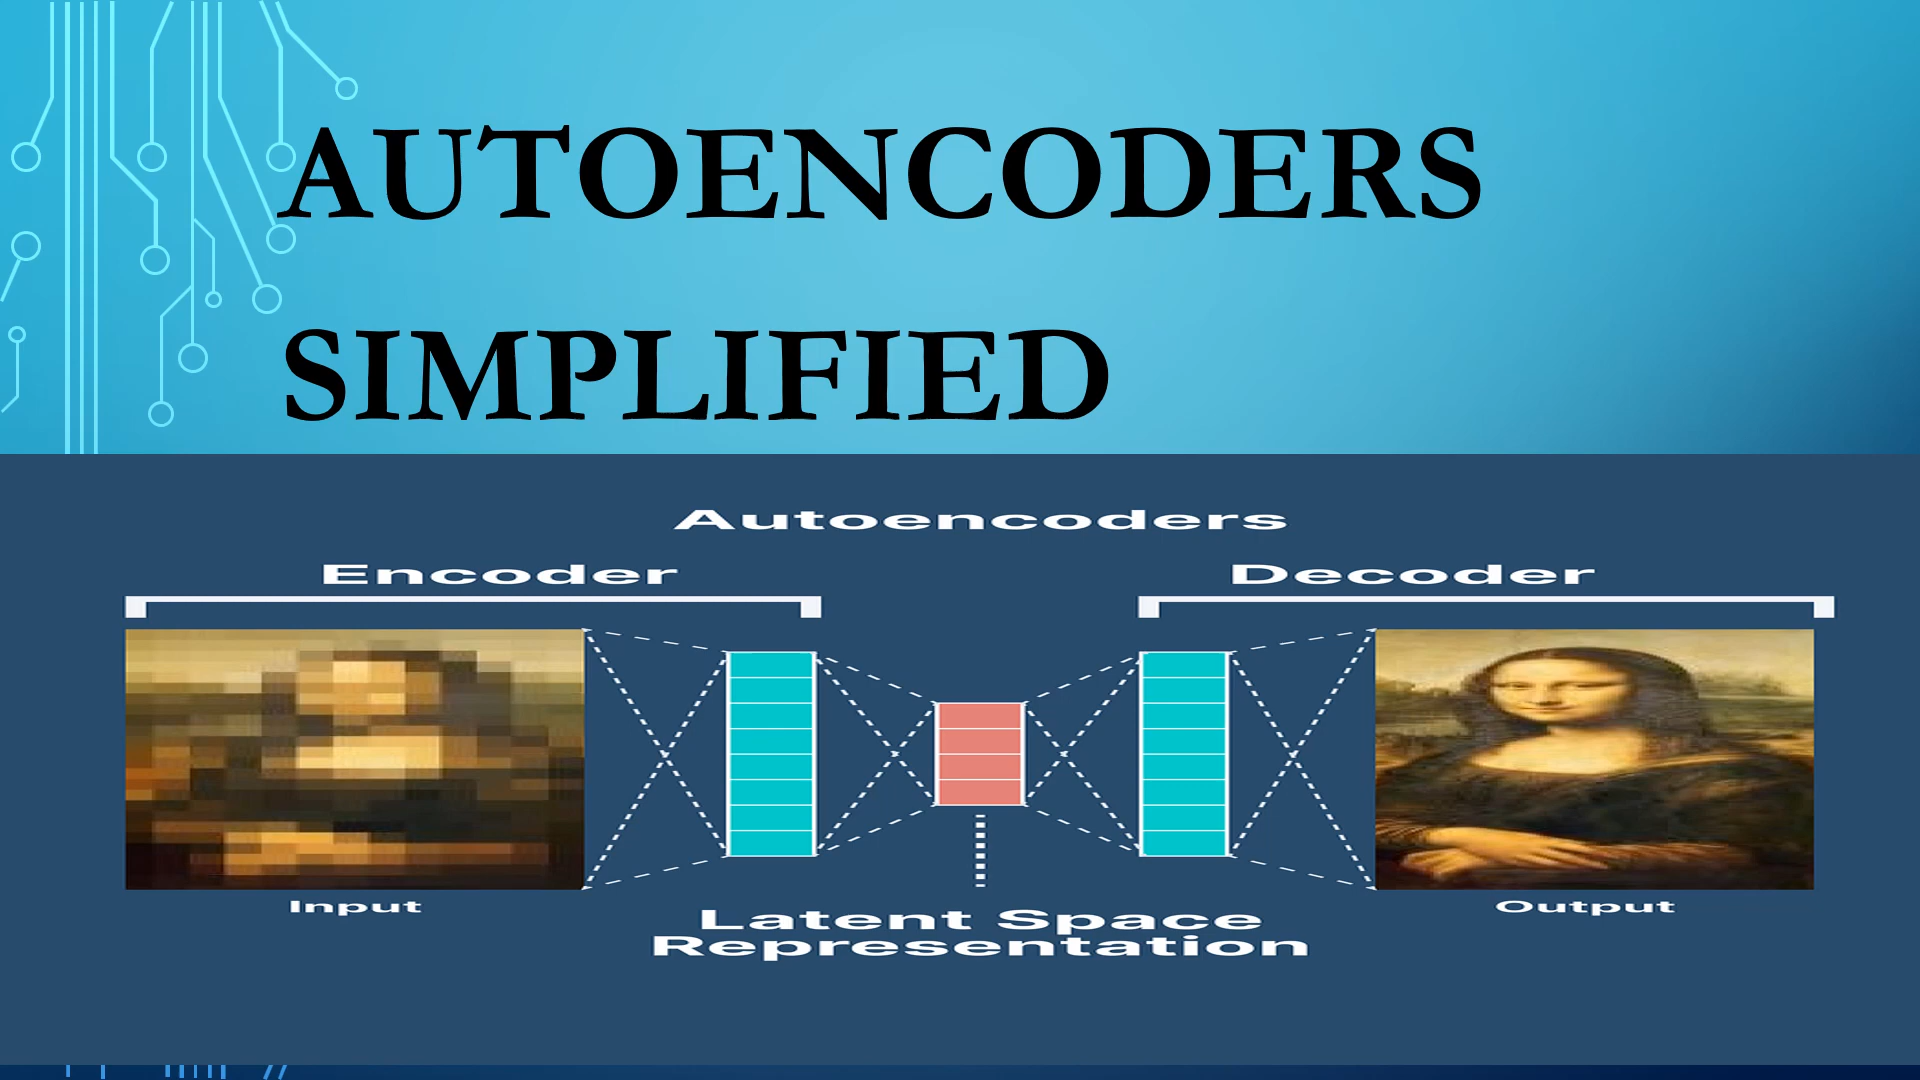 AUTOENCODERS
SIMPLIFIED
Autoencoders
Encoder
Decoder
Input
Output
Latent Space
Representation